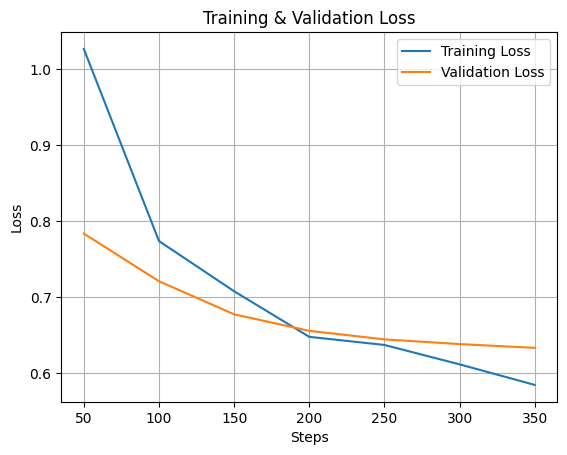 Training & Validation Loss
Training Loss
Validation Loss
Loss
1.0
0.9
0.8
0.7
0.6
50 100 150 200 250 300 350
Steps